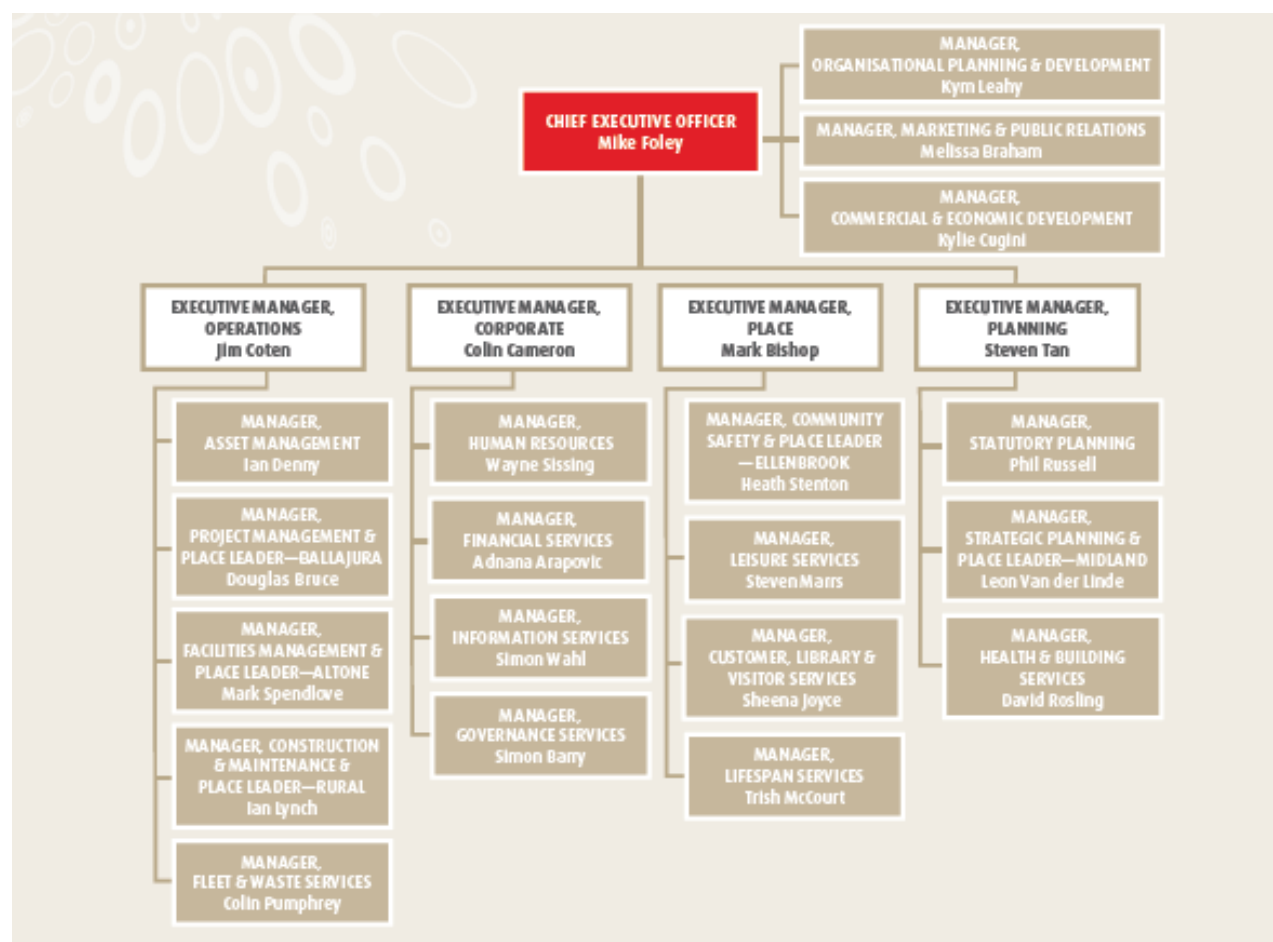 MANAGER,
ORGANISATIONAL PLANNING & DEVELOPMENT
Kym Leahy
CHIEF EXECUTIVE OFFICER
Mike Foley
MANAGER, MARKETING & PUBLIC RELATIONS
Melissa Braham
MANAGER,
COMMERCIAL & ECONOMIC DEVELOPMENT
Kylie Cugini
EXECUTIVE MANAGER,
OPERATIONS
Jim Coten
EXECUTIVE MANAGER,
CORPORATE
Colin Cameron
EXECUTIVE MANAGER,
PLACE
Mark Bishop
EXECUTIVE MANAGER,
PLANNING
Steven Tan
MANAGER,
ASSET MANAGEMENT
Ian Denny
MANAGER,
PROJECT MANAGEMENT &
PLACE LEADER—BALLAJURA
Douglas Bruce
MANAGER,
FACILITIES MANAGEMENT &
PLACE LEADER—ALTONE
Mark Spendlove
MANAGER, CONSTRUCTION
& MAINTENANCE &
PLACE LEADER—RURAL
Ian Lynch
MANAGER,
FLEET & WASTE SERVICES
Colin Pumphrey
MANAGER,
HUMAN RESOURCES
Wayne Sissing
MANAGER,
FINANCIAL SERVICES
Adnana Arapovic
MANAGER,
INFORMATION SERVICES
Simon Wahl
MANAGER,
GOVERNANCE SERVICES
Simon Barry
MANAGER, COMMUNITY
SAFETY & PLACE LEADER
—ELLENBROOK
Heath Stenton
MANAGER,
LEISURE SERVICES
Steven Marrs
MANAGER,
CUSTOMER, LIBRARY &
VISITOR SERVICES
Sheena Joyce
MANAGER,
LIFESPAN SERVICES
Trish McCourt
MANAGER,
STATUTORY PLANNING
Phil Russell
MANAGER,
STRATEGIC PLANNING &
PLACE LEADER—MIDLAND
Leon Van der Linde
MANAGER,
HEALTH & BUILDING
SERVICES
David Rosling